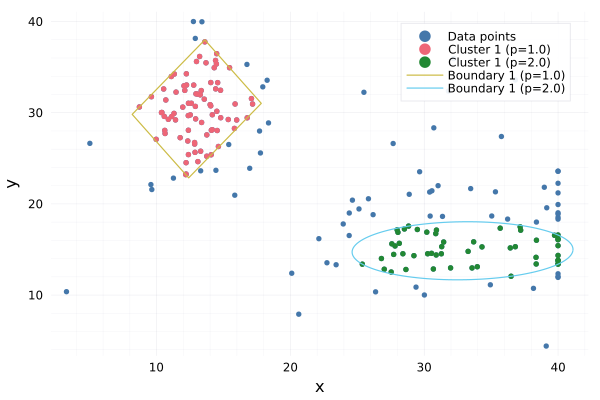 40
30
20
10
10
20
30
40
x
y
Data points
Cluster 1 (p=1.0)
Cluster 1 (p=2.0)
Boundary 1 (p=1.0)
Boundary 1 (p=2.0)